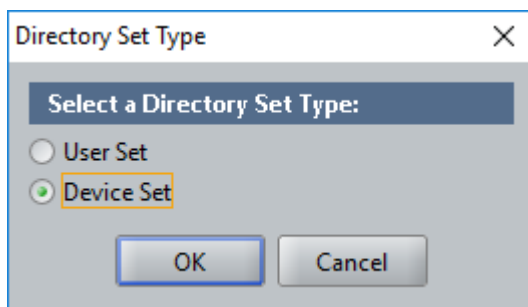 Directory Set Type
Select a Directory Set Type:
User Set
Device Set
OK
Cancel